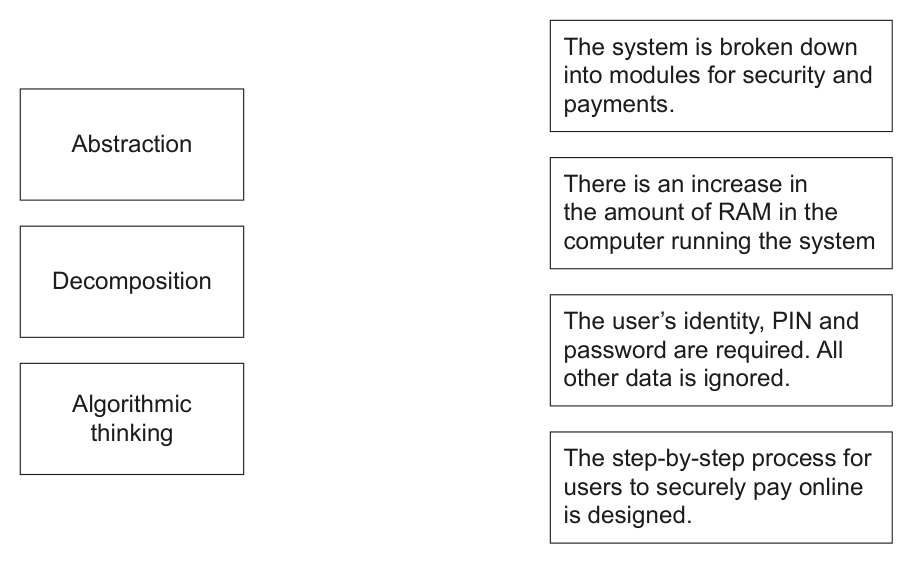 Abstraction
Decomposition
Algorithmic
thinking
The system is broken down
into modules for security and
payments.
There is an increase in
the amount of RAM in the
computer running the system
The user’s identity, PIN and
password are required. All
other data is ignored.
The step-by-step process for
users to securely pay online
is designed.